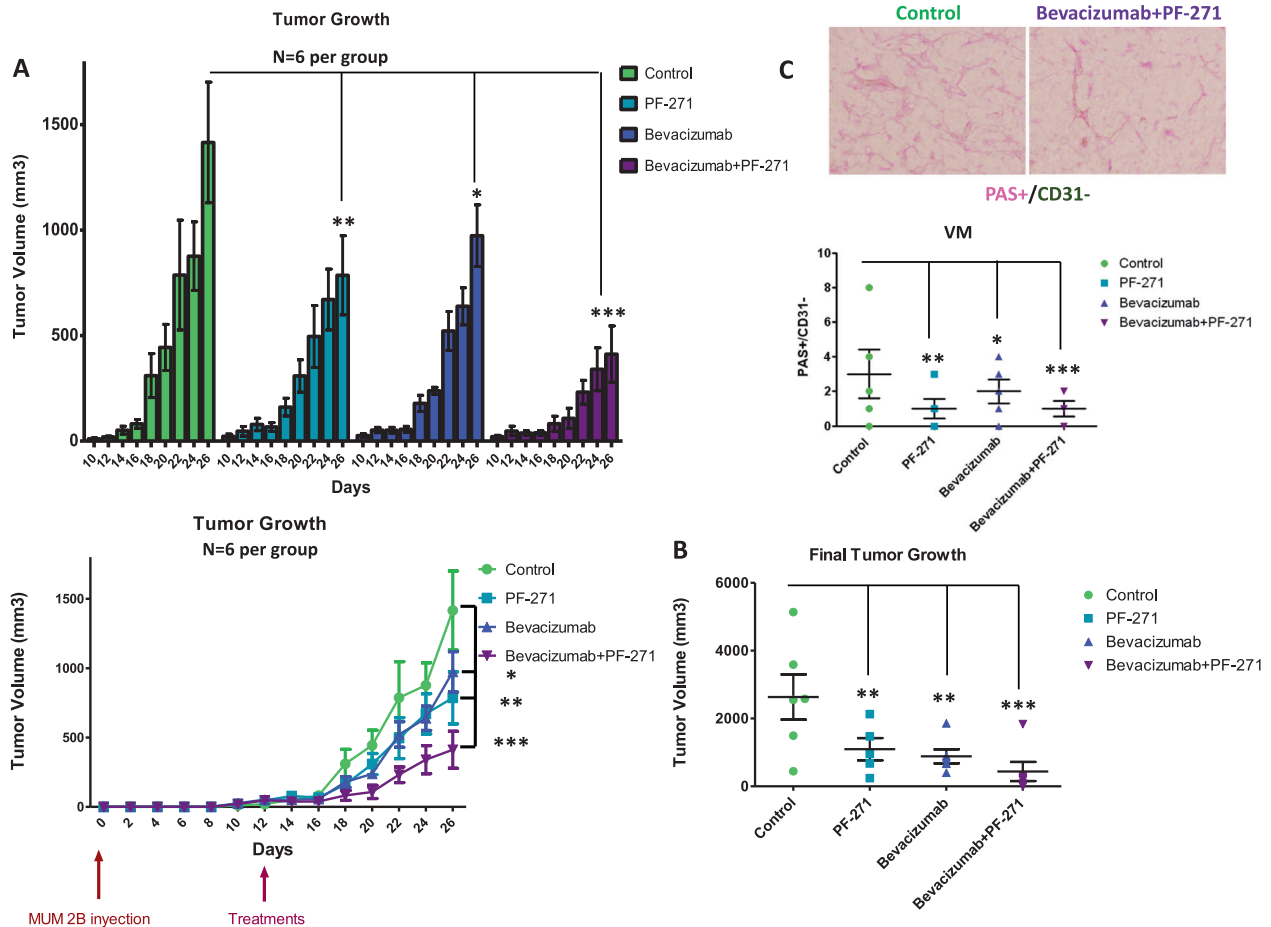 A
Tumor Growth
N=6 per group
Control
PF-271
Bevacizumab
Bevacizumab+PF-271
Tumor Volume (mm3)
1500
1000
500
0
**
*
***
10 12 14 16 18 20 22 24 26 10 12 14 16 18 20 22 24 26 10 12 14 16 18 20 22 24 26 10 12 14 16 18 20 22 24 26
Days
Tumor Growth
N=6 per group
Control
PF-271
Bevacizumab
Bevacizumab+PF-271
Tumor Volume (mm3)
1500
1000
500
0
*
**
***
0 2 4 6 8 10 12 14 16 18 20 22 24 26
Days
MUM 2B injection
Treatments
C
Control
Bevacizumab+PF-271
PAS+/CD31-
VM
Control
PF-271
Bevacizumab
Bevacizumab+PF-271
PAS+/CD31-
10
8
6
4
2
0
**
*
***
Control
PF-271
Bevacizumab
Bevacizumab+PF-271
B
Final Tumor Growth
Control
PF-271
Bevacizumab
Bevacizumab+PF-271
Tumor Volume (mm3)
6000
4000
2000
0
**
**
***
Control
PF-271
Bevacizumab
Bevacizumab+PF-271